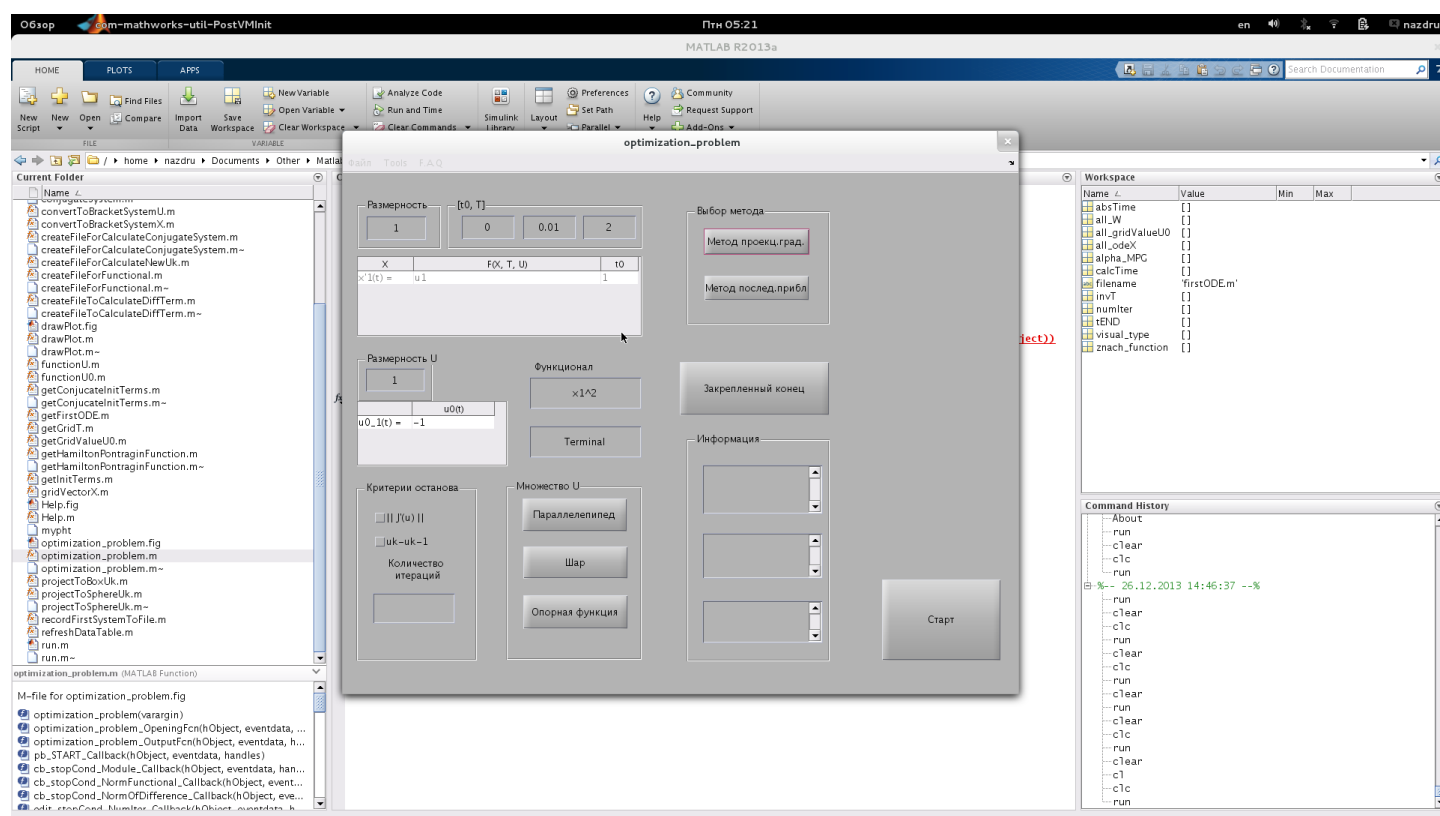 Обзор com-mathworks-util-PostVMInit Птн 05:21 en nazdru
MATLAB R2013a
HOME PLOTS APPS Search Documentation
New Script
New
Open
Find Files
Compare
FILE
Import Data
Save Workspace
New Variable
Open Variable
Clear Workspace
VARIABLE
Analyze Code
Run and Time
Clear Commands
Simulink Library
Layout
Preferences
Set Path
Parallel
Help
Community
Request Support
Add-Ons
/ home nazdru Documents Other Matla
Current Folder
Name
conjugateSystem.m
convertToBracketSystemU.m
convertToBracketSystemX.m
createFileForCalculateConjugateSystem.m
createFileForCalculateConjugateSystem.m~
createFileForCalculateNewUk.m
createFileForFunctional.m
createFileForFunctional.m~
createFileToCalculateDiffTerm.m
createFileToCalculateDiffTerm.m~
drawPlot.fig
drawPlot.m
drawPlot.m~
functionU.m
functionU0.m
getConjucateInitTerms.m
getConjucateInitTerms.m~
getFirstODE.m
getGridT.m
getGridValueU0.m
getHamiltonPontraginFunction.m
getHamiltonPontraginFunction.m~
getInitTerms.m
gridVectorX.m
Help.fig
Help.m
mypht
optimization_problem.fig
optimization_problem.m
optimization_problem.m~
projectToBoxUk.m
projectToSphereUk.m
projectToSphereUk.m~
recordFirstSystemToFile.m
refreshDataTable.m
run.m
run.m~
optimization_problem.m (MATLAB Function)
M-file for optimization_problem.fig
optimization_problem(varargin)
optimization_problem_OpeningFcn(hObject, eventdata, ...
optimization_problem_OutputFcn(hObject, eventdata, h...
pb_START_Callback(hObject, eventdata, handles)
cb_stopCond_Module_Callback(hObject, eventdata, han...
cb_stopCond_NormFunctional_Callback(hObject, event...
cb_stopCond_NormOfDifference_Callback(hObject, eve...
edit_stopCond_NumIter_Callback(hObject, eventdata, h...
optimization_problem
Файл Tools F.A.Q
Размерность
1
[t0, T]
0 0.01 2
X F(X, T, U) t0
x'1(t) = u1 1
Размерность U
1
u0(t)
u0_1(t) = -1
Функционал
x1^2
Terminal
Критерии останова
|| J'(u) ||
uk-uk-1
Количество
итераций
Множество U
Параллелепипед
Шар
Опорная функция
Выбор метода
Метод проекц.град.
Метод послед.прибл
Закрепленный конец
Информация
Старт
ject))
Workspace
Name Value Min Max
absTime []
all_W []
all_gridValueU0 []
all_odeX []
alpha_MPG []
calcTime []
filename 'firstODE.m'
invT []
numIter []
tEND []
visual_type []
znach_function []
Command History
About
run
clear
clc
run
%-- 26.12.2013 14:46:37 --%
run
clear
clc
run
clear
clc
run
clear
run
clear
clc
run
clear
cl
clc
run